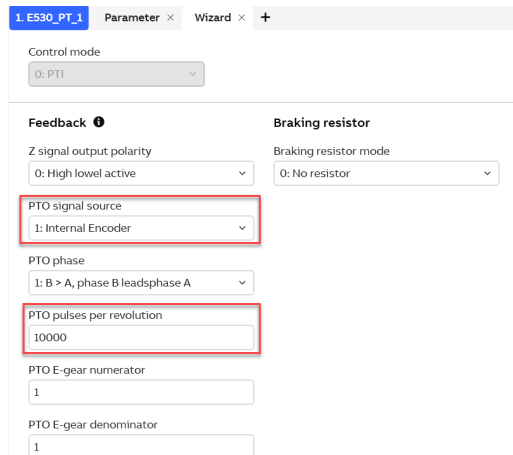 1. E530_PT_1 Parameter × Wizard × +
Control mode
0: PTI
Feedback
Braking resistor
Z signal output polarity
Braking resistor mode
0: High lowel active
0: No resistor
PTO signal source
1: Internal Encoder
PTO phase
1: B > A, phase B leadsphase A
PTO pulses per revolution
10000
PTO E-gear numerator
1
PTO E-gear denominator
1